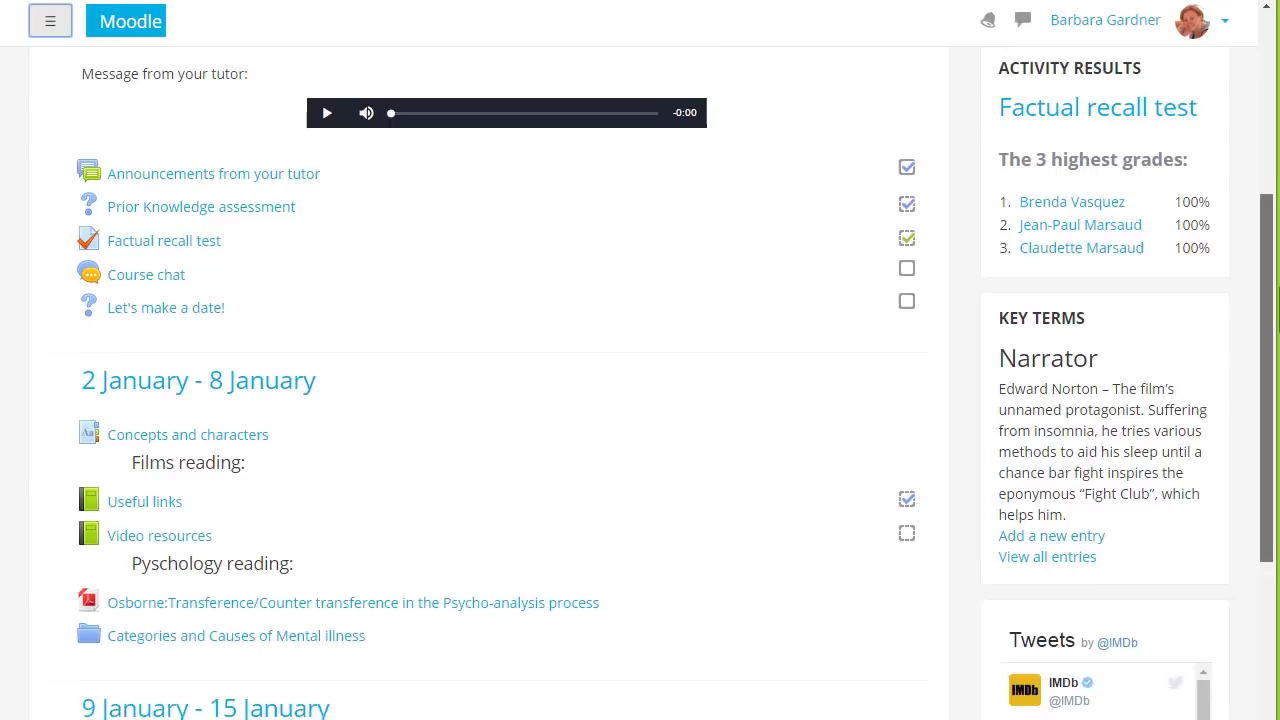 ☰ Moodle
Barbara Gardner
Message from your tutor:
-0:00
Announcements from your tutor
Prior Knowledge assessment
Factual recall test
Course chat
Let's make a date!
2 January - 8 January
Aa
Concepts and characters
Films reading:
Useful links
Video resources
Pyschology reading:
Osborne:Transference/Counter transference in the Psycho-analysis process
Categories and Causes of Mental illness
9 January - 15 January
ACTIVITY RESULTS
Factual recall test
The 3 highest grades:
1. Brenda Vasquez 100%
2. Jean-Paul Marsaud 100%
3. Claudette Marsaud 100%
KEY TERMS
Narrator
Edward Norton – The film's
unnamed protagonist. Suffering
from insomnia, he tries various
methods to aid his sleep until a
chance bar fight inspires the
eponymous “Fight Club”, which
helps him.
Add a new entry
View all entries
Tweets by @IMDb
IMDb
IMDb
@IMDb